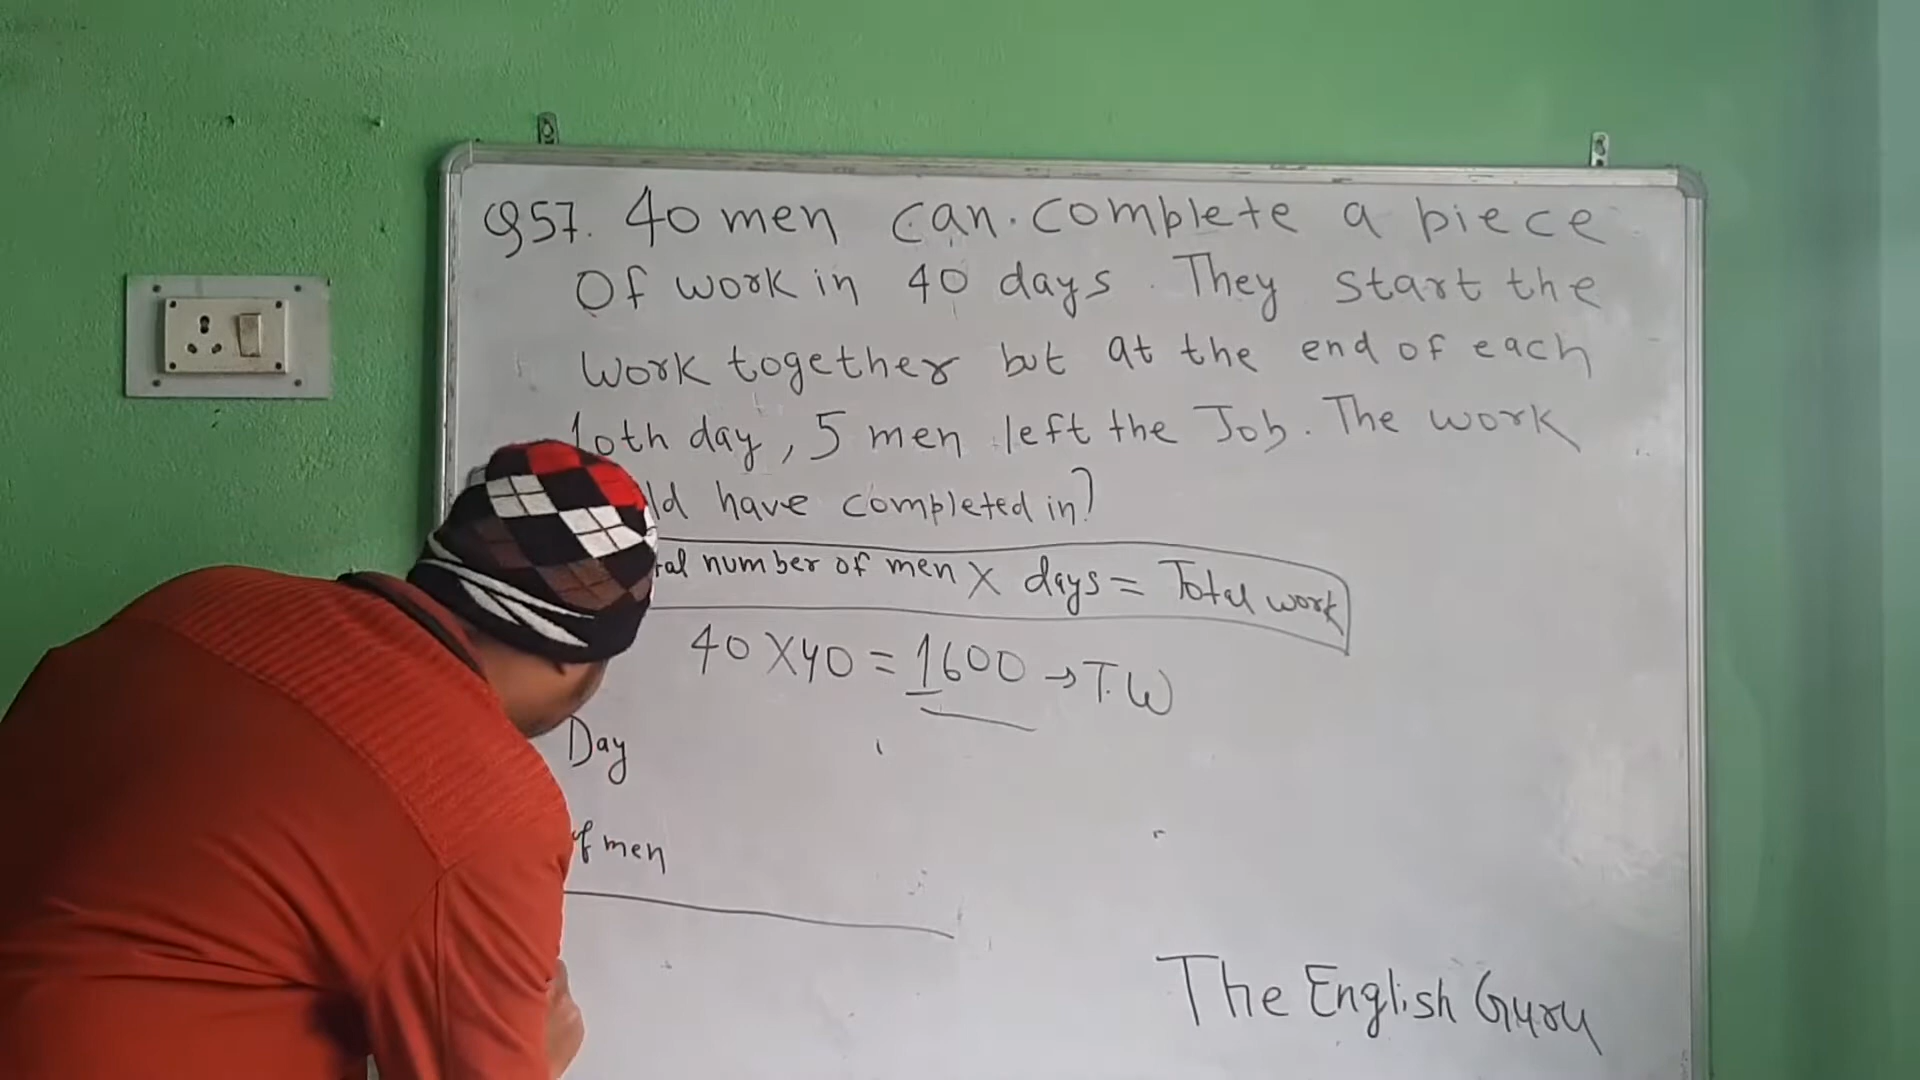 Q57. 40 men can complete a piece
Of work in 40 days. They start the
work together but at the end of each
10th day, 5 men left the Job. The work
have completed in?
number of men X days = Total work
40 X 40 = 1600 → T.W
Day
of men
The English Guru